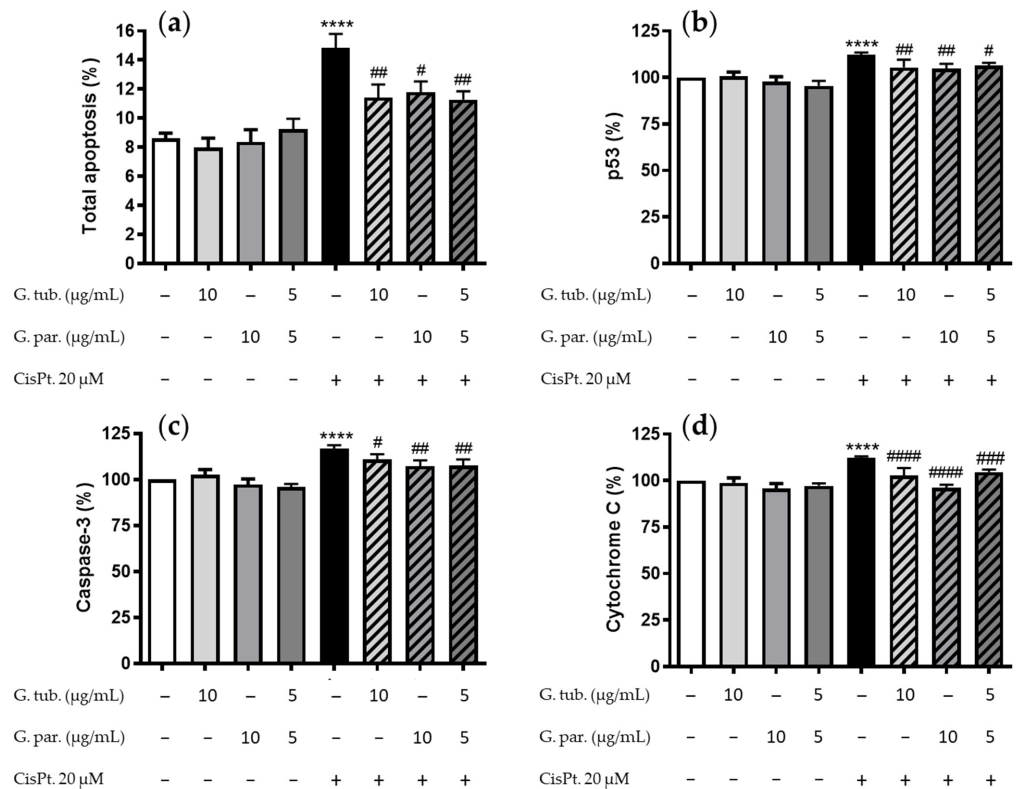 (a)
Total apoptosis (%)
16
14
12
10
8
6
4
2
0
****
##
#
##
G. tub. (µg/mL) – 10 – 5 – 10 – 5
G. par. (µg/mL) – – 10 5 – – 10 5
CisPt. 20 µM – – – – + + + +
(b)
p53 (%)
125
100
75
50
25
0
****
##
##
#
G. tub. (µg/mL) – 10 – 5 – 10 – 5
G. par. (µg/mL) – – 10 5 – – 10 5
CisPt. 20 µM – – – – + + + +
(c)
Caspase-3 (%)
125
100
75
50
25
0
****
#
##
##
G. tub. (µg/mL) – 10 – 5 – 10 – 5
G. par. (µg/mL) – – 10 5 – – 10 5
CisPt. 20 µM – – – – + + + +
(d)
Cytochrome C (%)
125
100
75
50
25
0
****
####
####
###
G. tub. (µg/mL) – 10 – 5 – 10 – 5
G. par. (µg/mL) – – 10 5 – – 10 5
CisPt. 20 µM – – – – + + + +